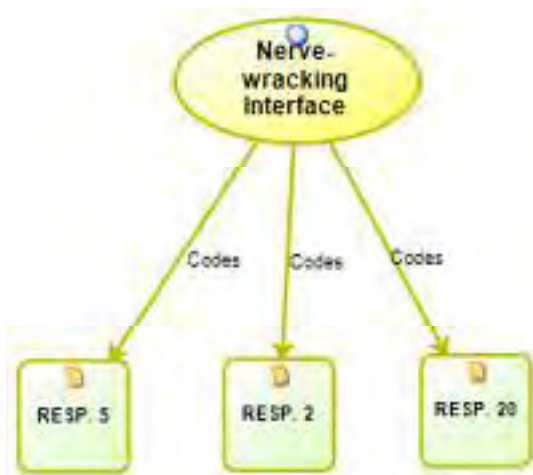 Nerve-
wracking
Interface
Codes
Codes
Codes
RESP. 5
RESP. 2
RESP. 20